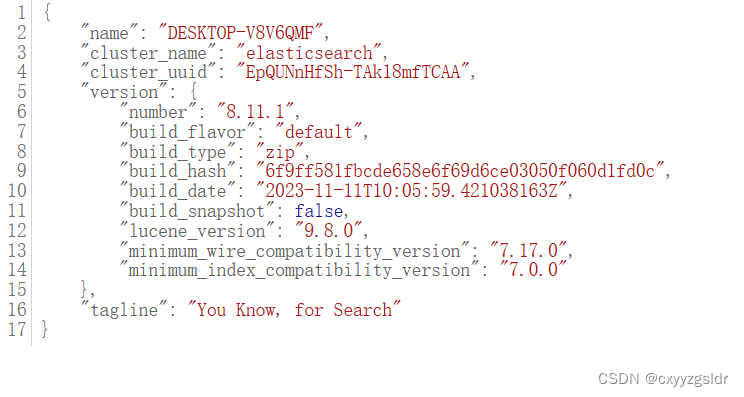 1 {
2 "name": "DESKTOP-V8V6QMF",
3 "cluster_name": "elasticsearch",
4 "cluster_uuid": "EpQUNnHfSh-TAkl8mfTCAA",
5 "version": {
6 "number": "8.11.1",
7 "build_flavor": "default",
8 "build_type": "zip",
9 "build_hash": "6f9ff581fbcde658e6f69d6ce03050f060d1fd0c",
10 "build_date": "2023-11-11T10:05:59.421038163Z",
11 "build_snapshot": false,
12 "lucene_version": "9.8.0",
13 "minimum_wire_compatibility_version": "7.17.0",
14 "minimum_index_compatibility_version": "7.0.0"
15 },
16 "tagline": "You Know, for Search"
17 }
CSDN @cxyyzgsldr